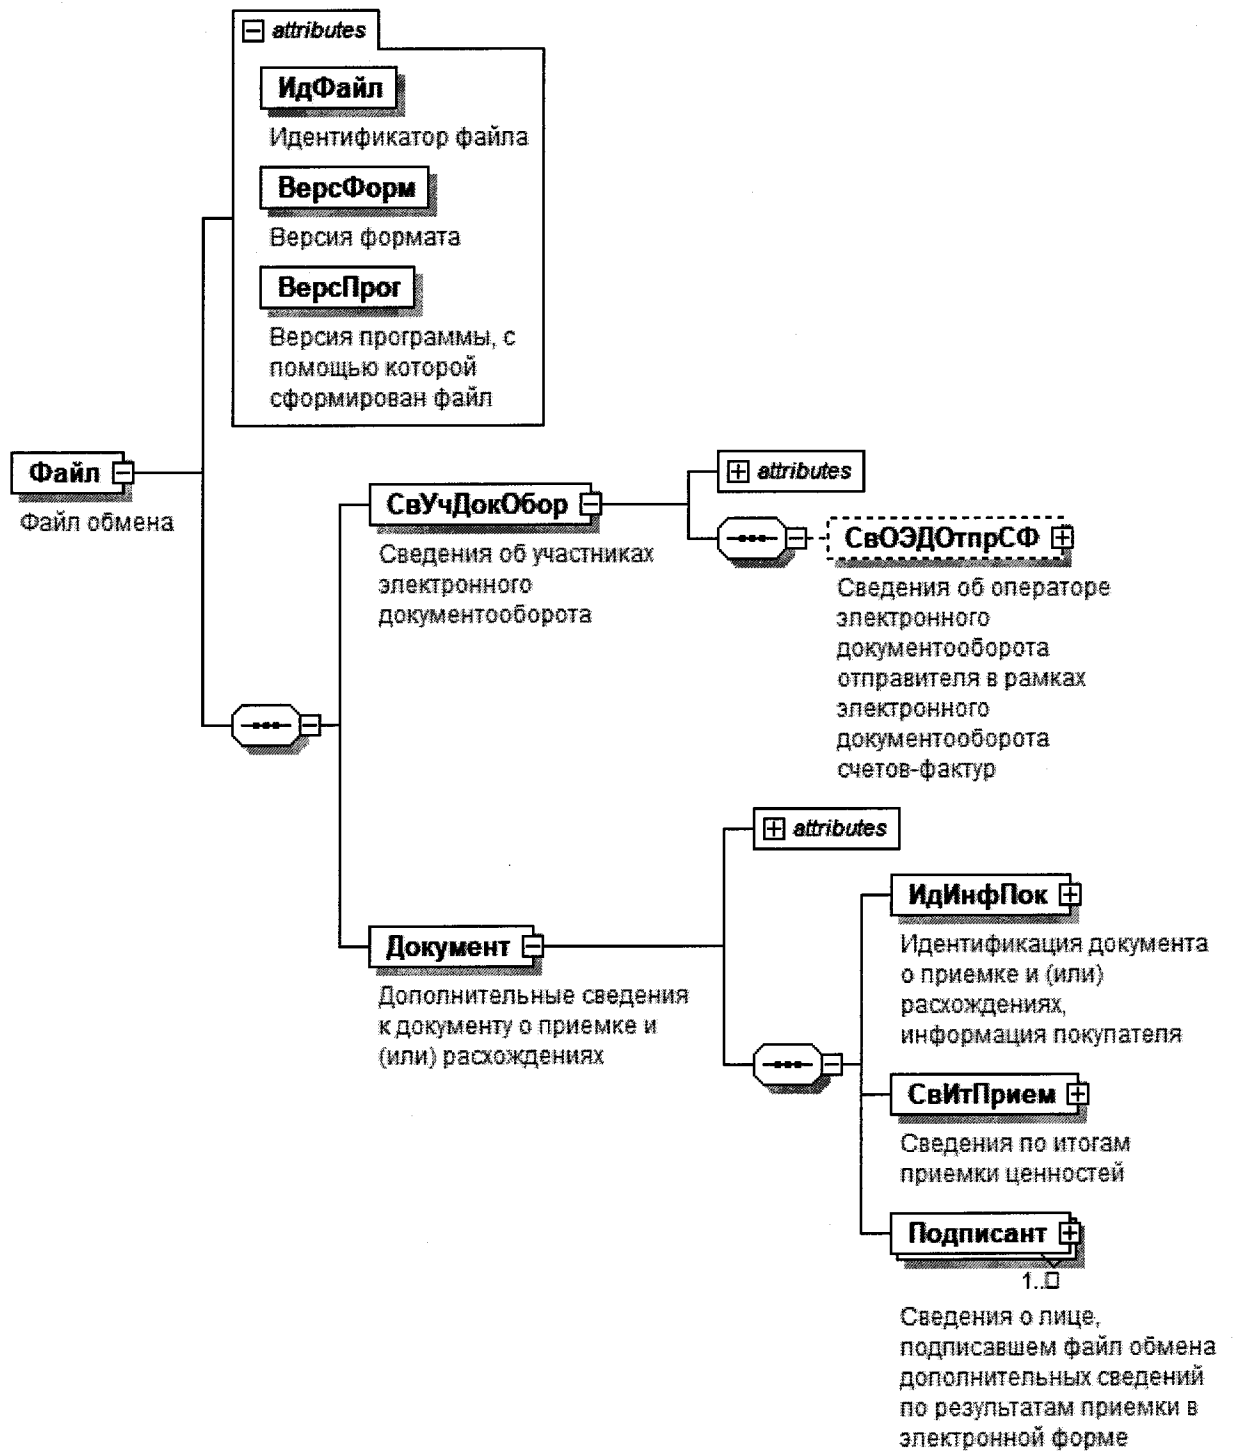 attributes
ИдФайл
Идентификатор файла
ВерсФорм
Версия формата
ВерсПрог
Версия программы, с
помощью которой
сформирован файл
Файл
Файл обмена
СвУчДокОбор
Сведения об участниках
электронного
документооборота
attributes
СвОЭДОтпрСФ
Сведения об операторе
электронного
документооборота
отправителя в рамках
электронного
документооборота
счетов-фактур
Документ
Дополнительные сведения
к документу о приемке и
(или) расхождениях
attributes
ИдИнфПок
Идентификация документа
о приемке и (или)
расхождениях,
информация покупателя
СвИтПрием
Сведения по итогам
приемки ценностей
Подписант
1..□
Сведения о лице,
подписавшем файл обмена
дополнительных сведений
по результатам приемки в
электронной форме